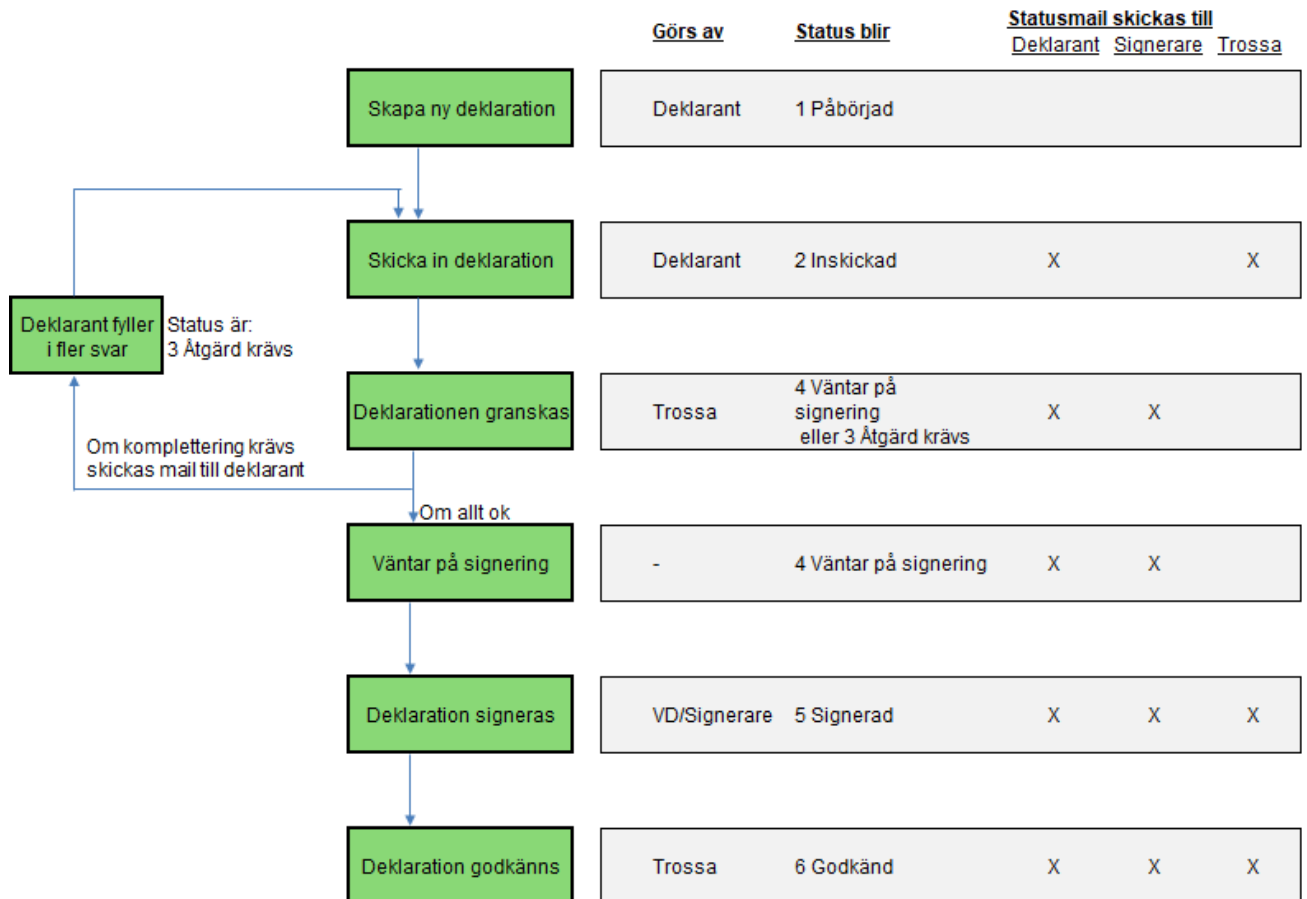 Görs av Status blir Statusmail skickas till
Deklarant Signerare Trossa
Skapa ny deklaration Deklarant 1 Påbörjad
Skicka in deklaration Deklarant 2 Inskickad X X
Deklarant fyller
i fler svar
Status är:
3 Åtgärd krävs
Deklarationen granskas Trossa
4 Väntar på
signering
eller 3 Åtgärd krävs
X X
Om komplettering krävs
skickas mail till deklarant
Om allt ok
Väntar på signering - 4 Väntar på signering X X
Deklaration signeras VD/Signerare 5 Signerad X X X
Deklaration godkänns Trossa 6 Godkänd X X X